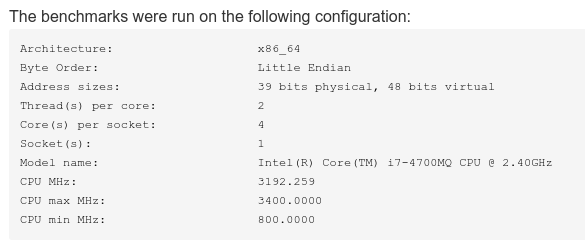 The benchmarks were run on the following configuration:
Architecture: x86_64
Byte Order: Little Endian
Address sizes: 39 bits physical, 48 bits virtual
Thread(s) per core: 2
Core(s) per socket: 4
Socket(s): 1
Model name: Intel(R) Core(TM) i7-4700MQ CPU @ 2.40GHz
CPU MHz: 3192.259
CPU max MHz: 3400.0000
CPU min MHz: 800.0000